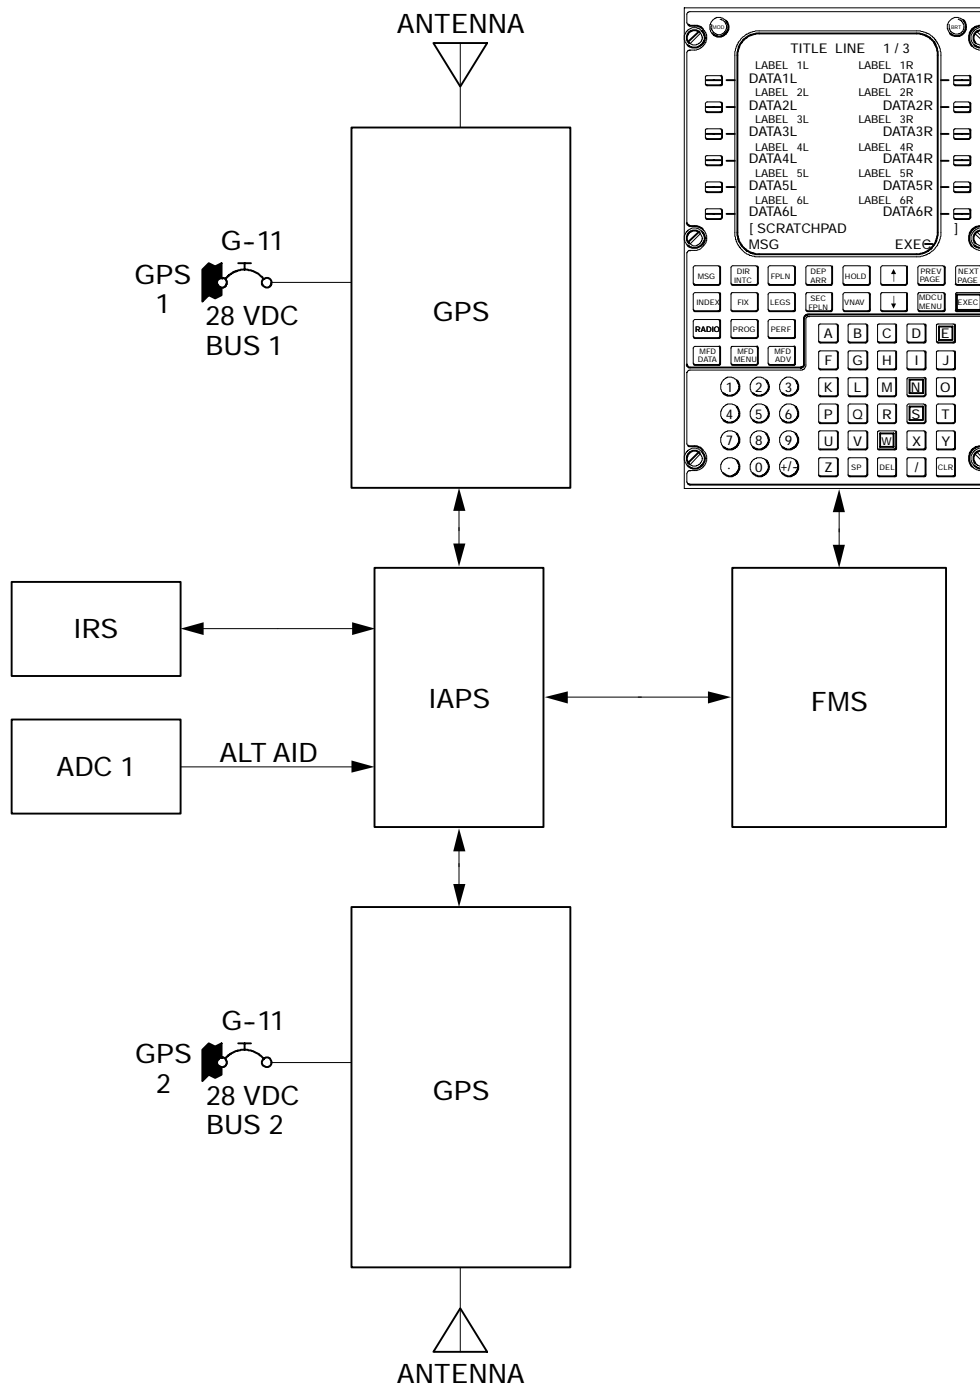 ANTENNA
GPS
G-11
GPS
1
28 VDC
BUS 1
MOD
BRT
TITLE LINE 1 / 3
LABEL 1L LABEL 1R
DATA1L DATA1R
LABEL 2L LABEL 2R
DATA2L DATA2R
LABEL 3L LABEL 3R
DATA3L DATA3R
LABEL 4L LABEL 4R
DATA4L DATA4R
LABEL 5L LABEL 5R
DATA5L DATA5R
LABEL 6L LABEL 6R
DATA6L DATA6R
[ SCRATCHPAD ]
MSG EXEC
MSG DIR INTC FPLN DEP ARR HOLD ↑ PREV PAGE NEXT PAGE
INDEX FIX LEGS SEC FPLN VNAV ↓ MDCU MENU EXEC
RADIO PROG PERF
MFD DATA MFD MENU MFD ADV
A B C D E
F G H I J
1 2 3 K L M N O
4 5 6 P Q R S T
7 8 9 U V W X Y
. 0 +/- Z SP DEL / CLR
IRS
IAPS
FMS
ADC 1
ALT AID
G-11
GPS
2
28 VDC
BUS 2
GPS
ANTENNA